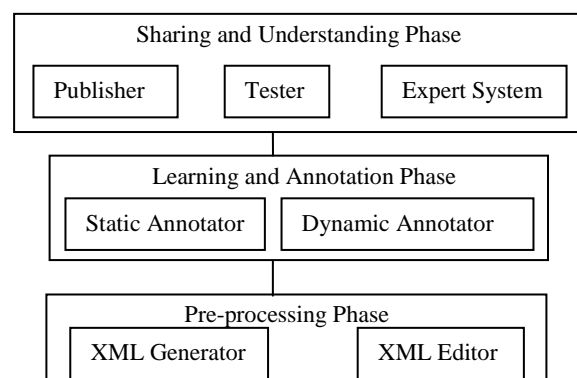 Sharing and Understanding Phase
Publisher Tester Expert System
Learning and Annotation Phase
Static Annotator Dynamic Annotator
Pre-processing Phase
XML Generator XML Editor